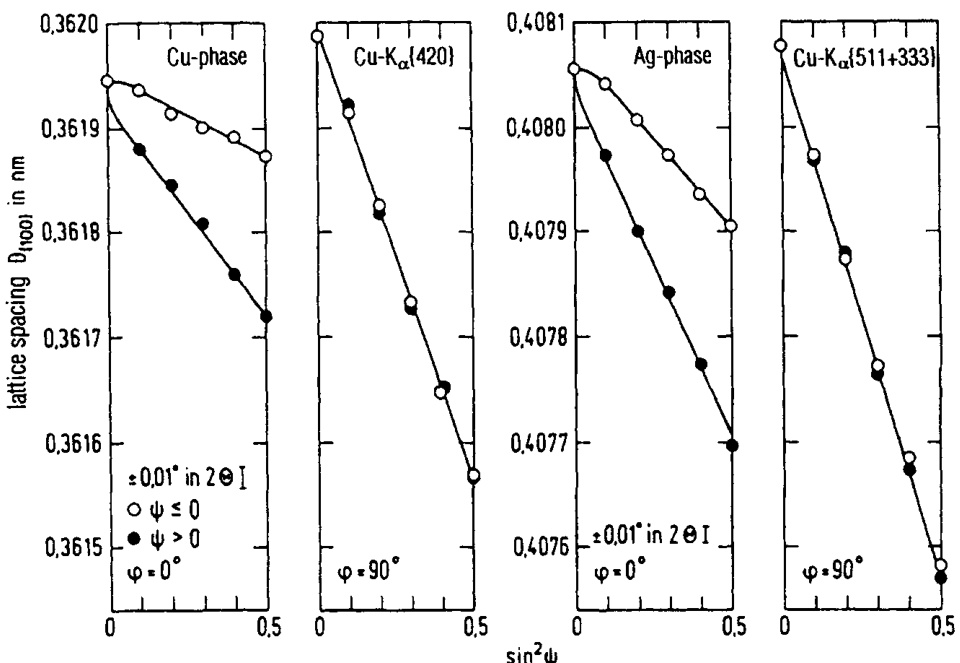 0,3620
0,3619
0,3618
0,3617
0,3616
0,3615
lattice spacing D{100} in nm
Cu-phase
±0,01° in 2Θ I
ψ ≤ 0
ψ > 0
φ = 0°
0 0,5
Cu-Kα{420}
φ = 90°
0 0,5
0,4081
0,4080
0,4079
0,4078
0,4077
0,4076
Ag-phase
±0,01° in 2Θ I
φ = 0°
0 0,5
Cu-Kα{511+333}
φ = 90°
0 0,5
sin²ψ